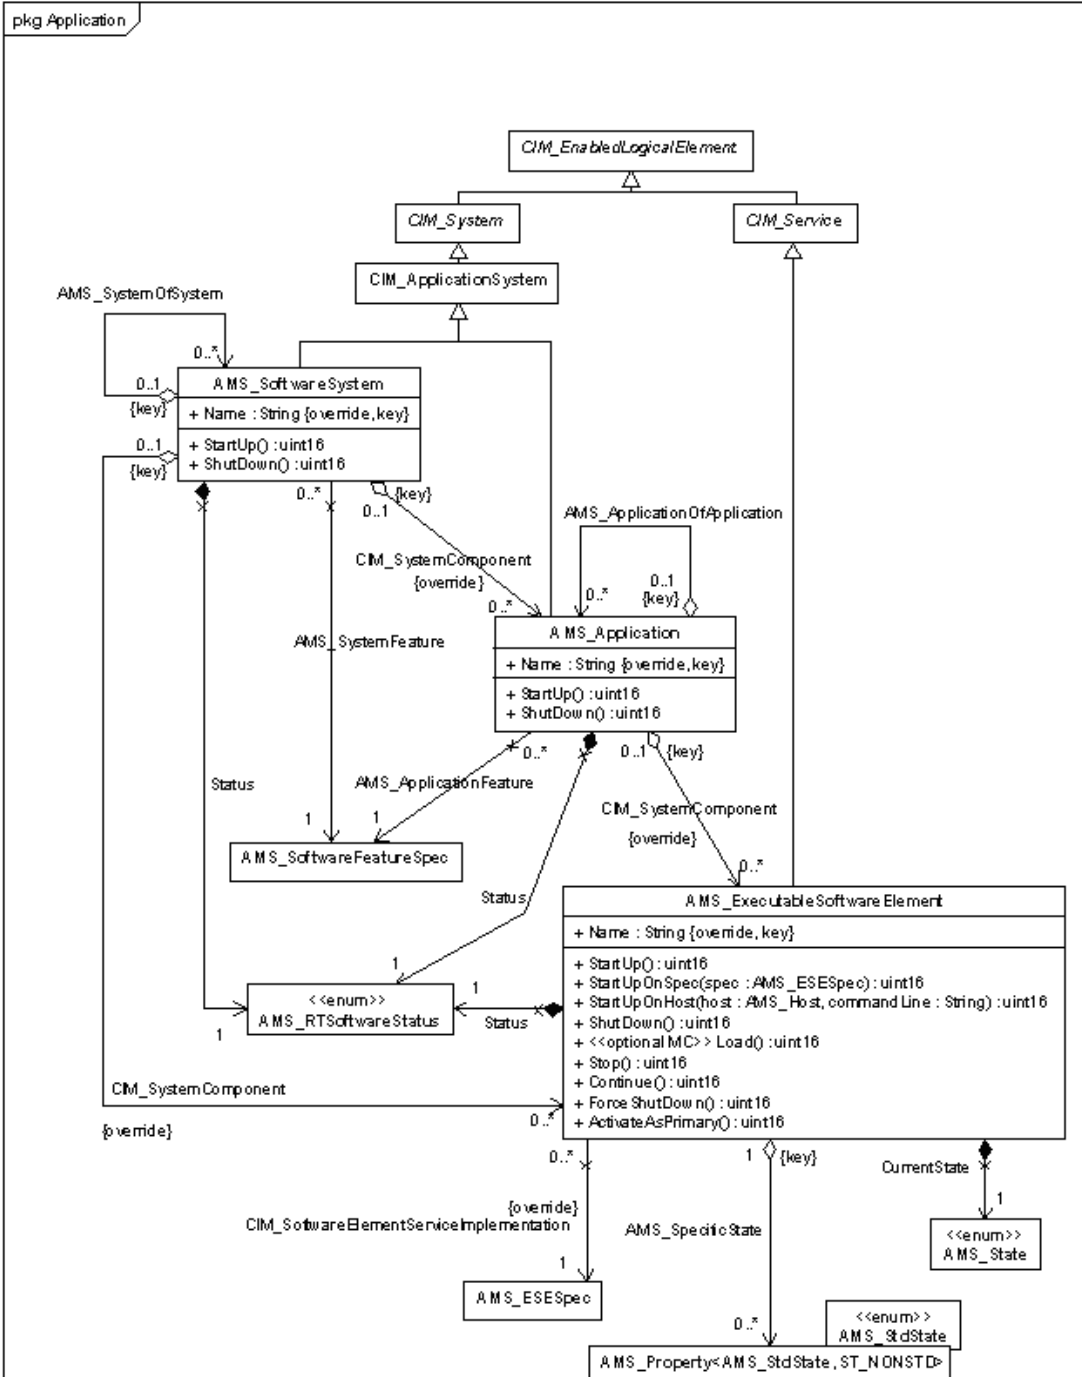 pkg Application
CIM_EnabledLogicalElement
CIM_System
CIM_Service
CIM_ApplicationSystem
AMS_SystemOfSystem
0..*
0..1
{key}
AMS_SoftwareSystem
+ Name : String {override,key}
+ StartUp() : uint16
+ ShutDown() : uint16
0..1
{key}
0..*
{key}
0..1
AMS_ApplicationOfApplication
CIM_SystemComponent
{override}
0..*
0..*
0..1
{key}
AMS_Application
+ Name : String {override,key}
+ StartUp() : uint16
+ ShutDown() : uint16
AMS_SystemFeature
0..*
0..1
{key}
Status
AMS_ApplicationFeature
CIM_SystemComponent
{override}
1
1
AMS_SoftwareFeatureSpec
0..*
Status
AMS_ExecutableSoftwareElement
+ Name : String {override, key}
+ StartUp() : uint16
+ StartUpOnSpec(spec : AMS_ESESpec) : uint16
+ StartUpOnHost(host : AMS_Host, commandLine : String) : uint16
+ ShutDown() : uint16
+ <<optional MC>> Load() : uint16
+ Stop() : uint16
+ Continue() : uint16
+ ForceShutDown() : uint16
+ ActivateAsPrimary() : uint16
1
1
<<enum>>
AMS_RTSoftwareStatus
1
Status
CIM_SystemComponent
{override}
0..*
0..*
1
{key}
CurrentState
1
{override}
CIM_SoftwareElementServiceImplementation
AMS_SpecificState
<<enum>>
AMS_State
1
AMS_ESESpec
0..*
<<enum>>
AMS_StdState
AMS_Property<AMS_StdState, ST_NONSTD>